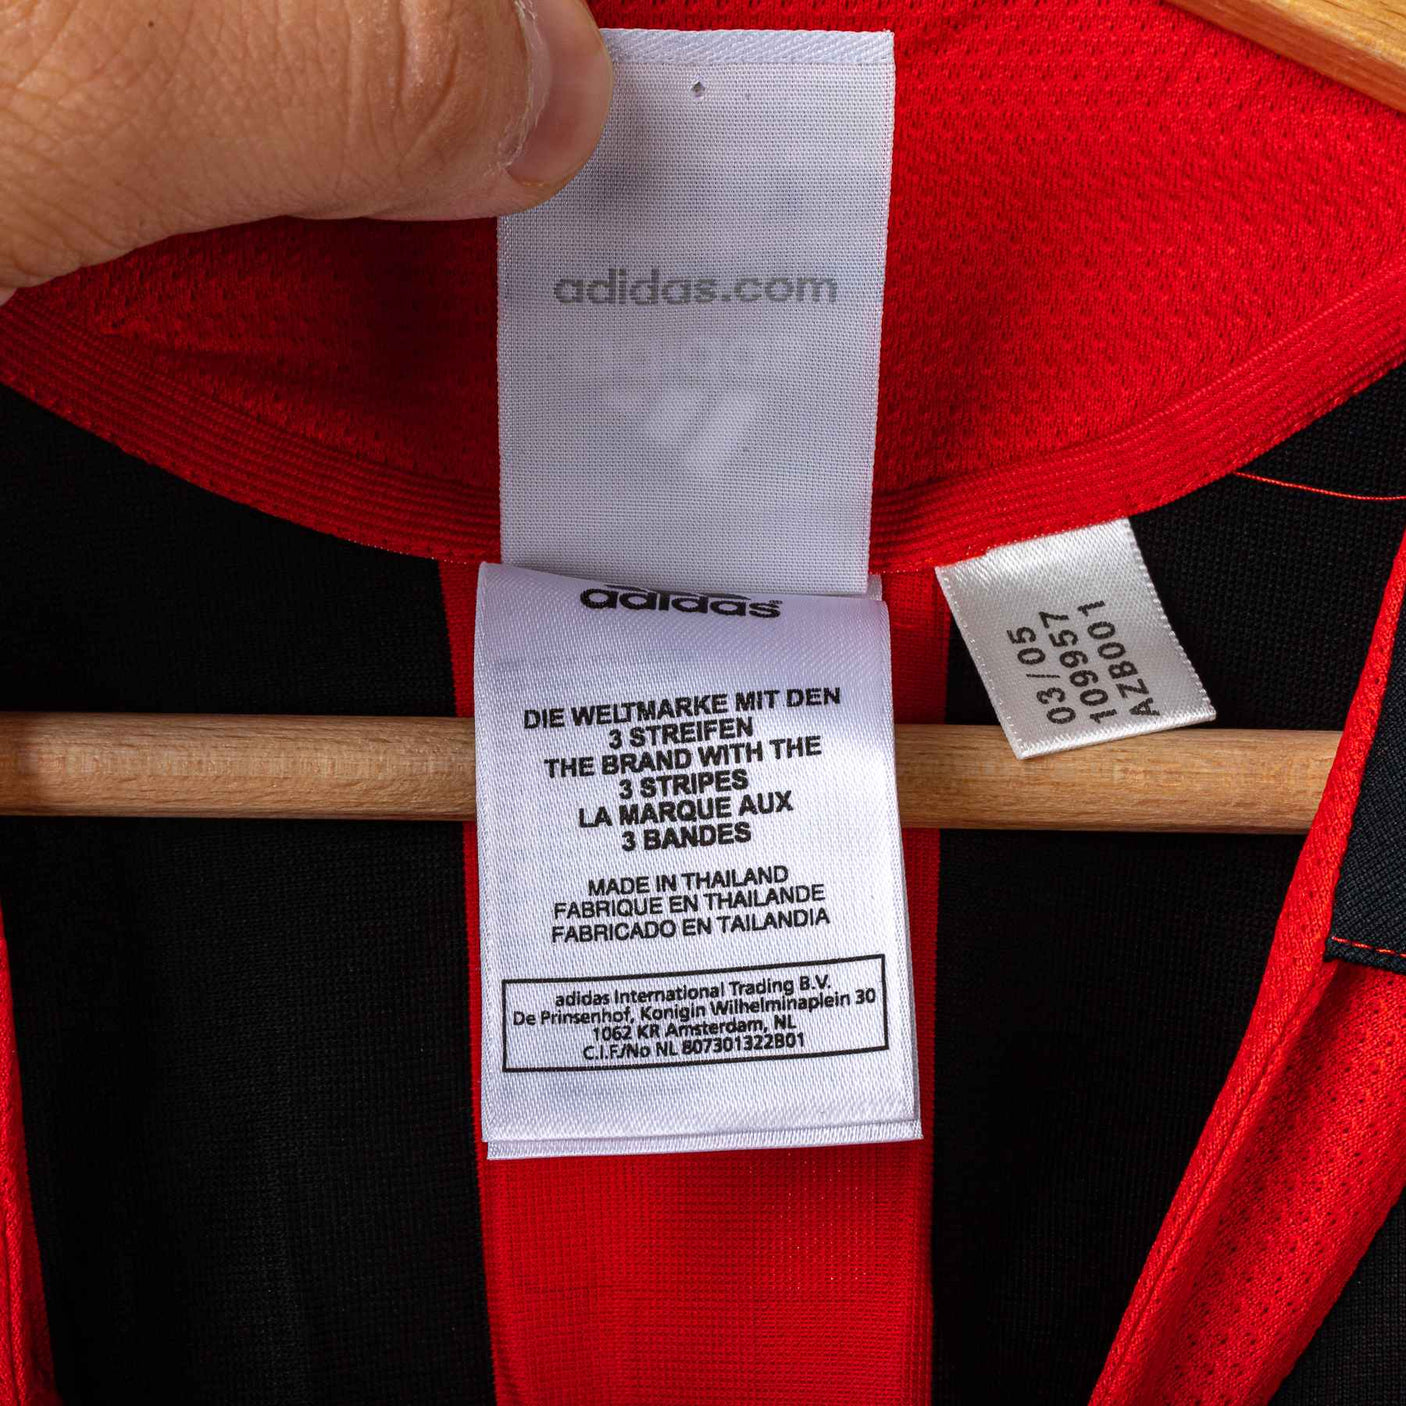 adidas.com
adidas®
DIE WELTMARKE MIT DEN
3 STREIFEN
THE BRAND WITH THE
3 STRIPES
LA MARQUE AUX
3 BANDES
MADE IN THAILAND
FABRIQUE EN THAILANDE
FABRICADO EN TAILANDIA
adidas International Trading B.V.
De Prinsenhof, Konigin Wilhelminaplein 30
1062 KR Amsterdam, NL
C.I.F./No NL 807301322B01
03/05
109957
AZB001